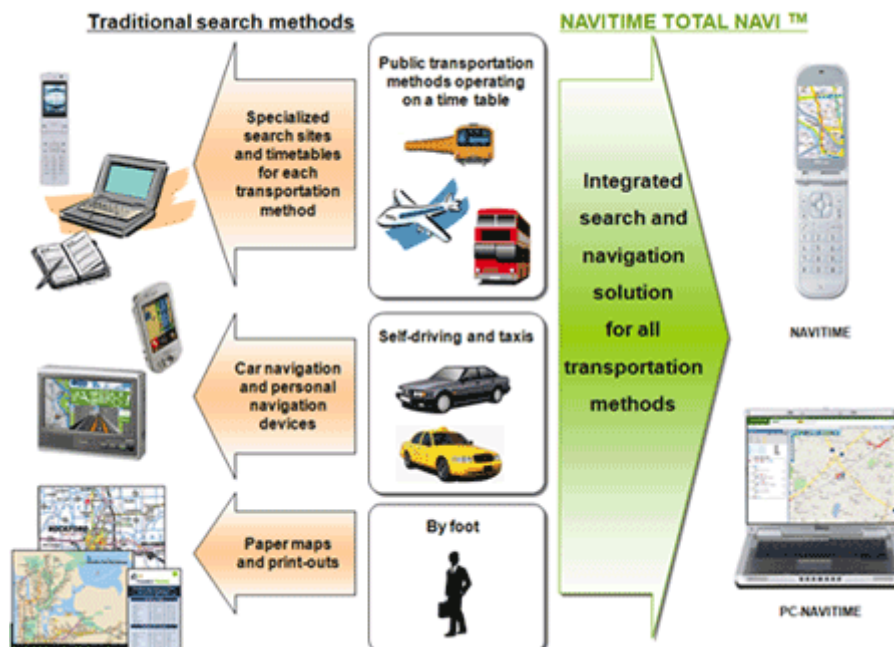 Traditional search methods
NAVITIME TOTAL NAVI ™
Public transportation
methods operating
on a time table
Specialized
search sites
and timetables
for each
transportation
method
Integrated
search and
navigation
solution
for all
transportation
methods
NAVITIME
Self-driving and taxis
Car navigation
and personal
navigation
devices
By foot
Paper maps
and print-outs
ROCKFORD
PC-NAVITIME